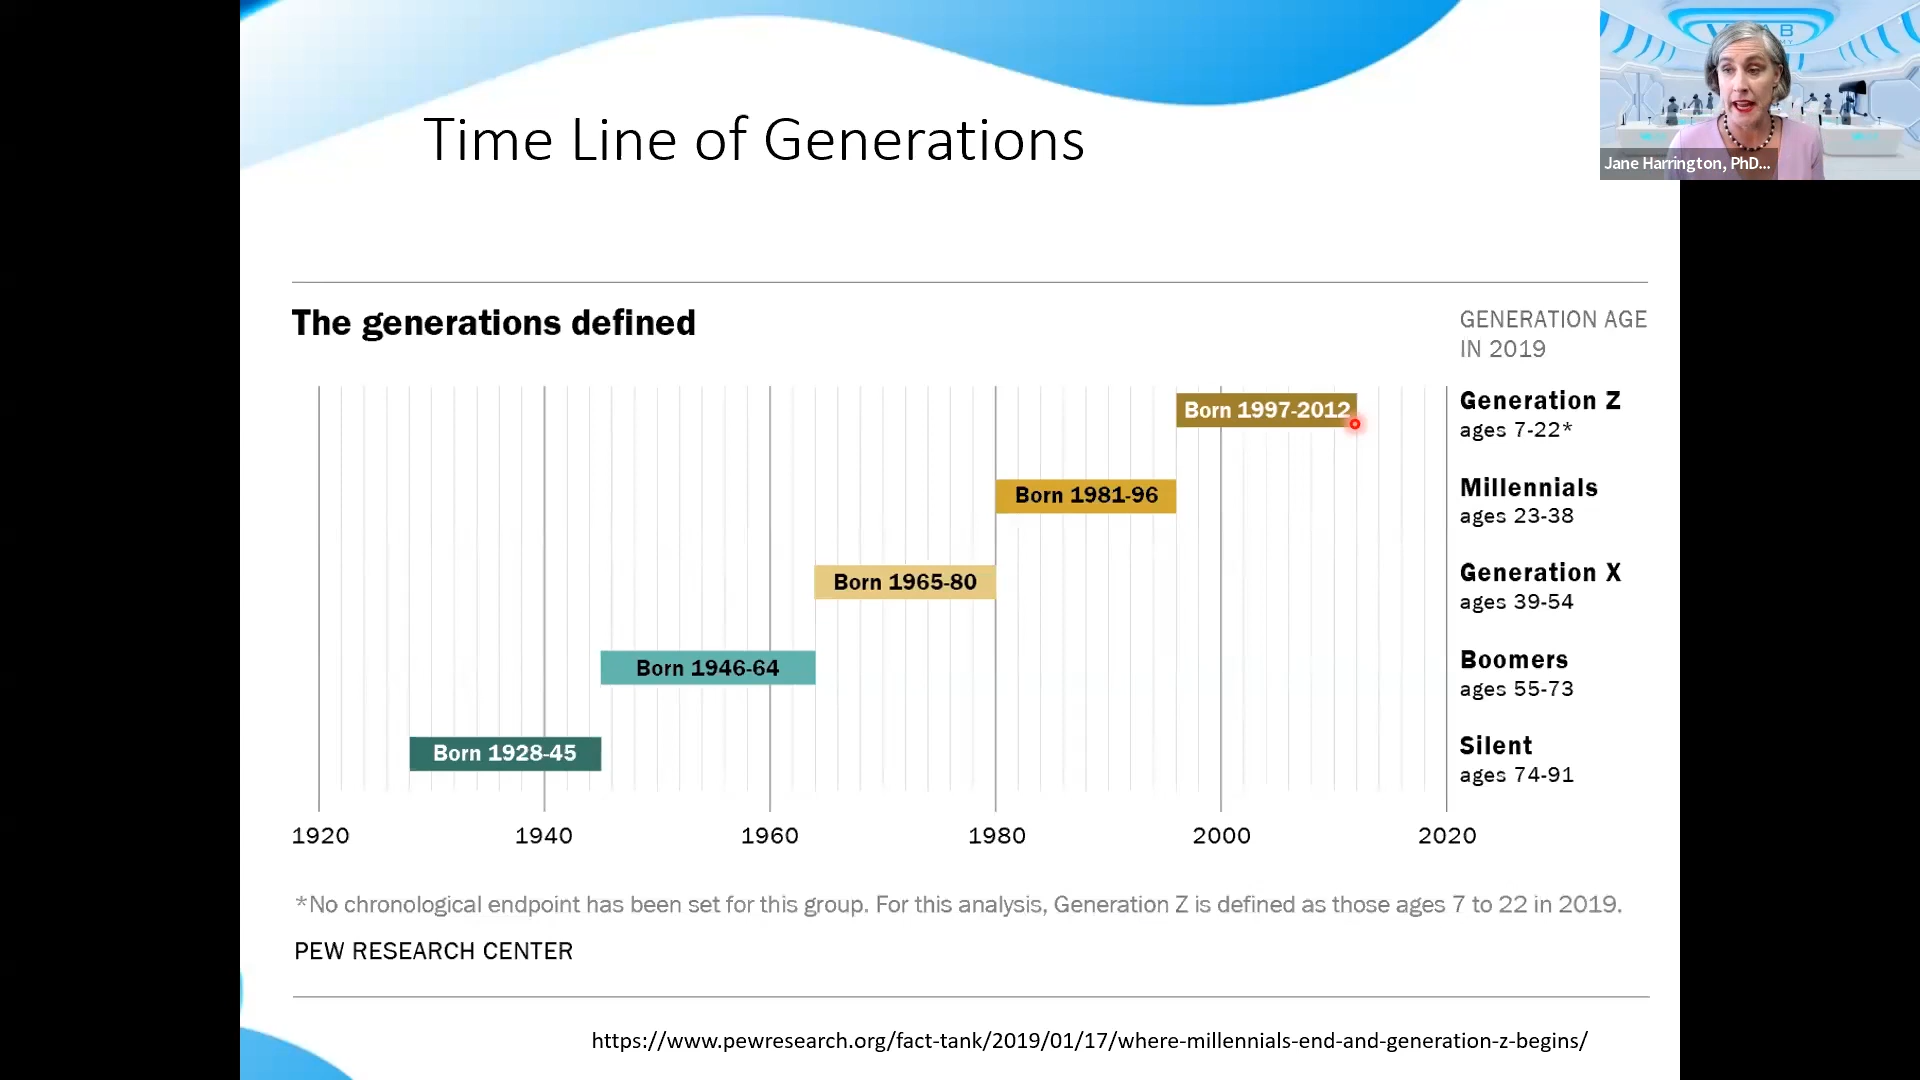 Time Line of Generations
Jane Harrington, PhD...
The generations defined
GENERATION AGE
IN 2019
Born 1997-2012
Generation Z
ages 7-22*
Born 1981-96
Millennials
ages 23-38
Born 1965-80
Generation X
ages 39-54
Born 1946-64
Boomers
ages 55-73
Born 1928-45
Silent
ages 74-91
1920 1940 1960 1980 2000 2020
*No chronological endpoint has been set for this group. For this analysis, Generation Z is defined as those ages 7 to 22 in 2019.
PEW RESEARCH CENTER
https://www.pewresearch.org/fact-tank/2019/01/17/where-millennials-end-and-generation-z-begins/